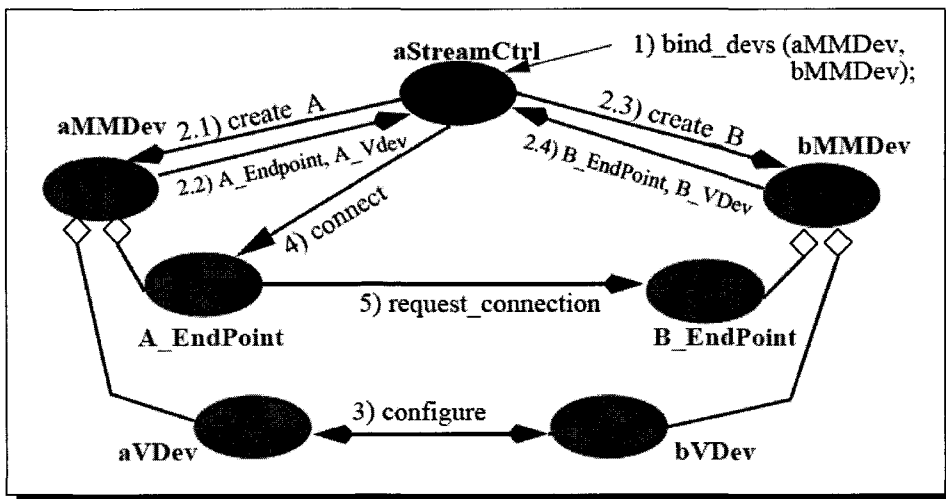 1) bind_devs (aMMDev,
bMMDev);
aStreamCtrl
aMMDev
2.1) create_A
2.3) create_B
bMMDev
2.2) A_Endpoint, A_Vdev
2.4) B_EndPoint, B_VDev
4) connect
5) request_connection
A_EndPoint
B_EndPoint
3) configure
aVDev
bVDev